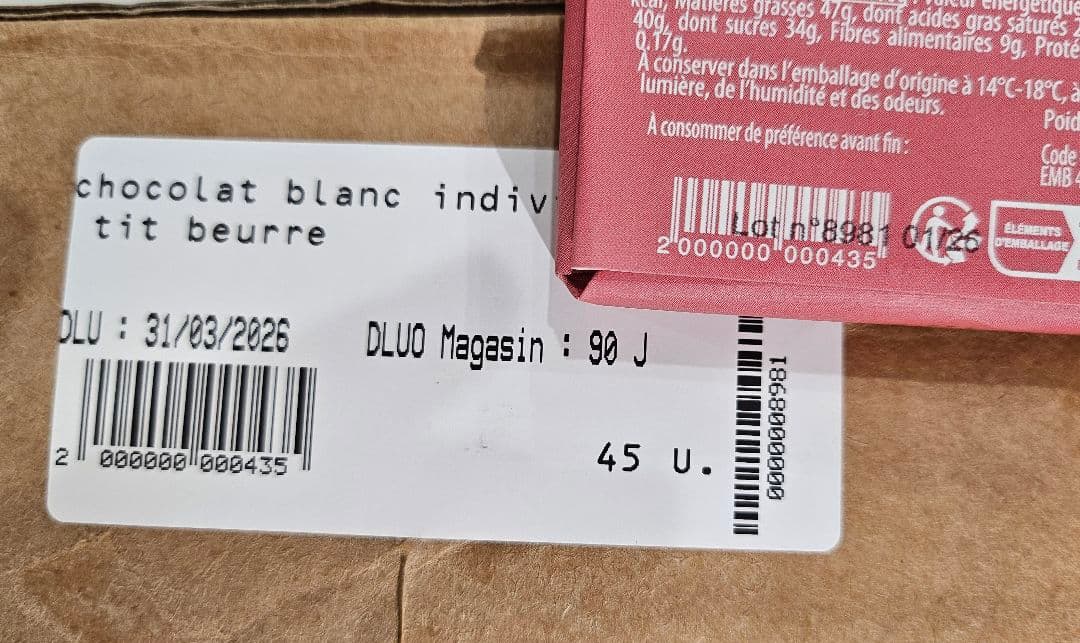 chocolat blanc indiv
tit beurre
DLU : 31/03/2026
DLUO Magasin : 90 J
2 000000 000435
45 U.
0000008981
Matières grasses 47g, dont acides gras saturés
40g, dont sucres 34g, Fibres alimentaires 9g,
0,17g.
À conserver dans l'emballage d'origine à 14°C-18°C, à
lumière, de l'humidité et des odeurs.
Poid
À consommer de préférence avant fin :
Code
EMB
Lot n°8981 01/26
2 000000 000435
ÉLÉMENTS
D'EMBALLAGE